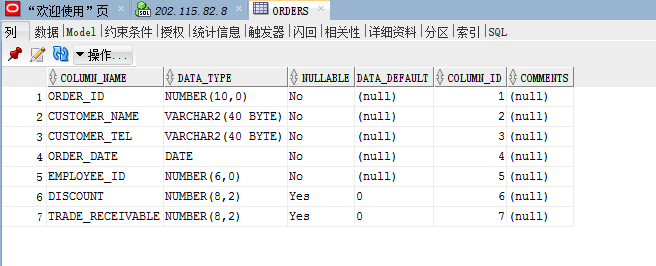 “欢迎使用”页 × 202.115.82.8 × ORDERS ×
列 数据 Model 约束条件 授权 统计信息 触发器 闪回 相关性 详细资料 分区 索引 SQL
操作...
COLUMN_NAME DATA_TYPE NULLABLE DATA_DEFAULT COLUMN_ID COMMENTS
1 ORDER_ID NUMBER(10,0) No (null) 1 (null)
2 CUSTOMER_NAME VARCHAR2(40 BYTE) No (null) 2 (null)
3 CUSTOMER_TEL VARCHAR2(40 BYTE) No (null) 3 (null)
4 ORDER_DATE DATE No (null) 4 (null)
5 EMPLOYEE_ID NUMBER(6,0) No (null) 5 (null)
6 DISCOUNT NUMBER(8,2) Yes 0 6 (null)
7 TRADE_RECEIVABLE NUMBER(8,2) Yes 0 7 (null)